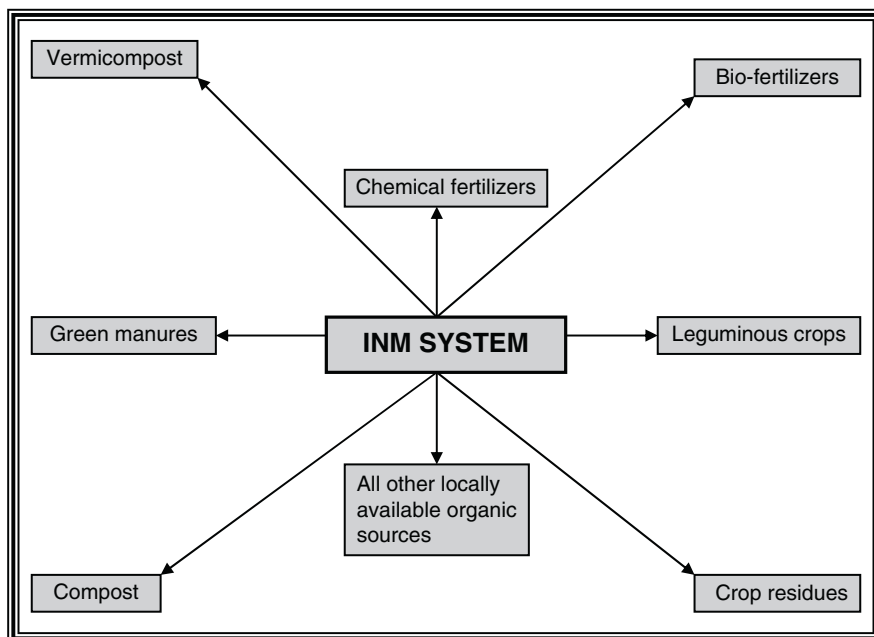 Vermicompost
Bio-fertilizers
Chemical fertilizers
Green manures
INM SYSTEM
Leguminous crops
All other locally
available organic
sources
Compost
Crop residues